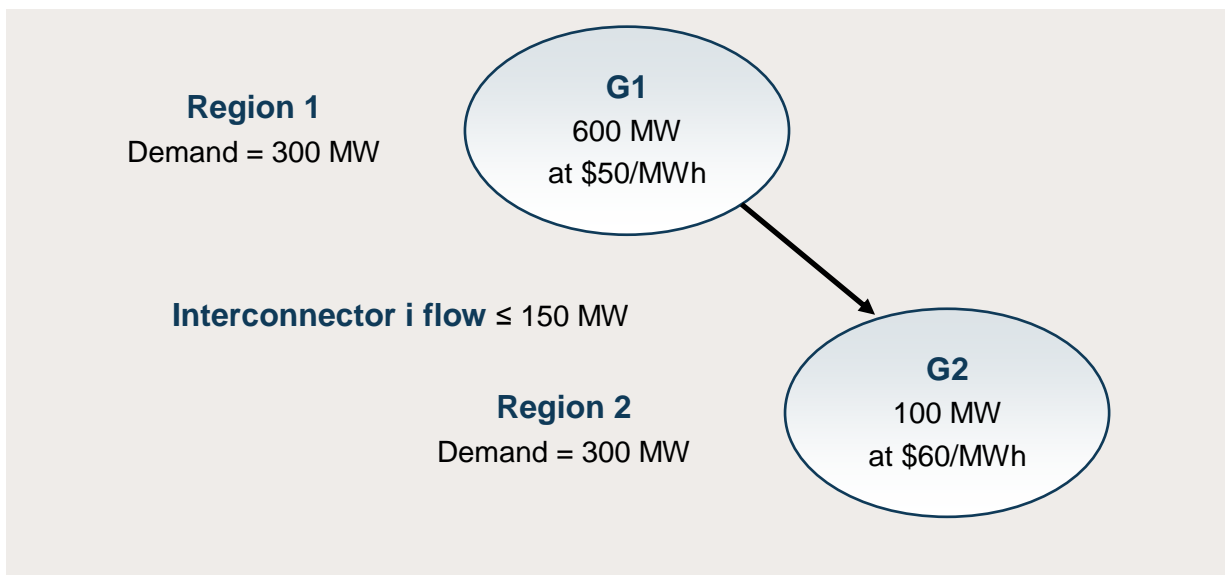 Region 1
Demand = 300 MW
G1
600 MW
at $50/MWh
Interconnector i flow ≤ 150 MW
Region 2
Demand = 300 MW
G2
100 MW
at $60/MWh